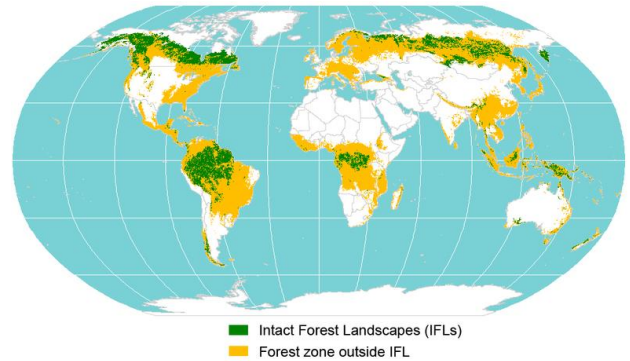 Intact Forest Landscapes (IFLs)
Forest zone outside IFL